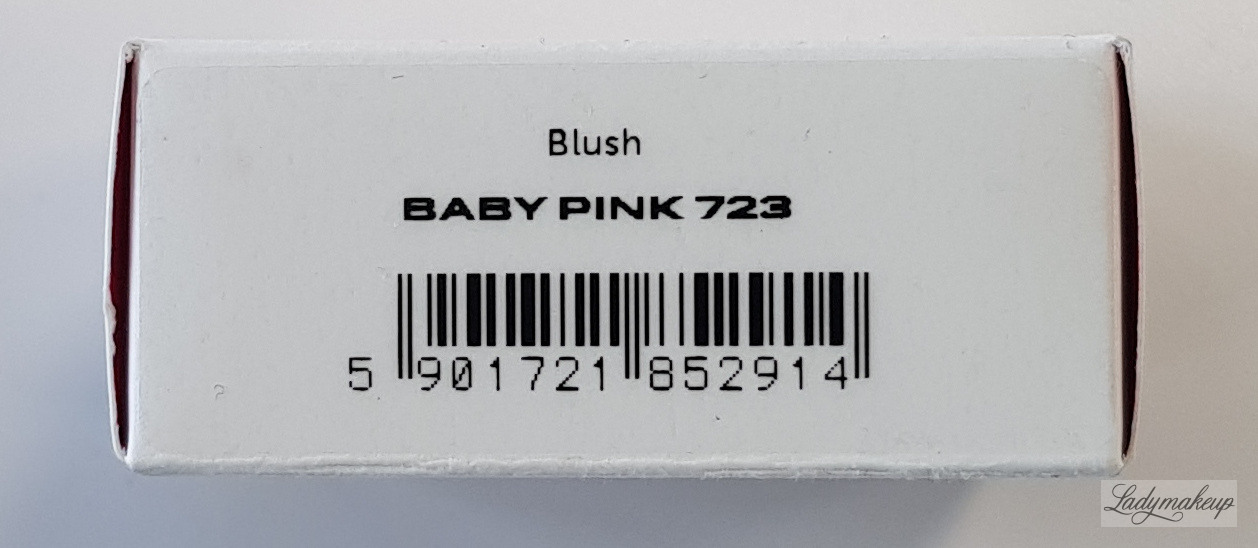 Blush
BABY PINK 723
5 901721 852914
Ladymakeup